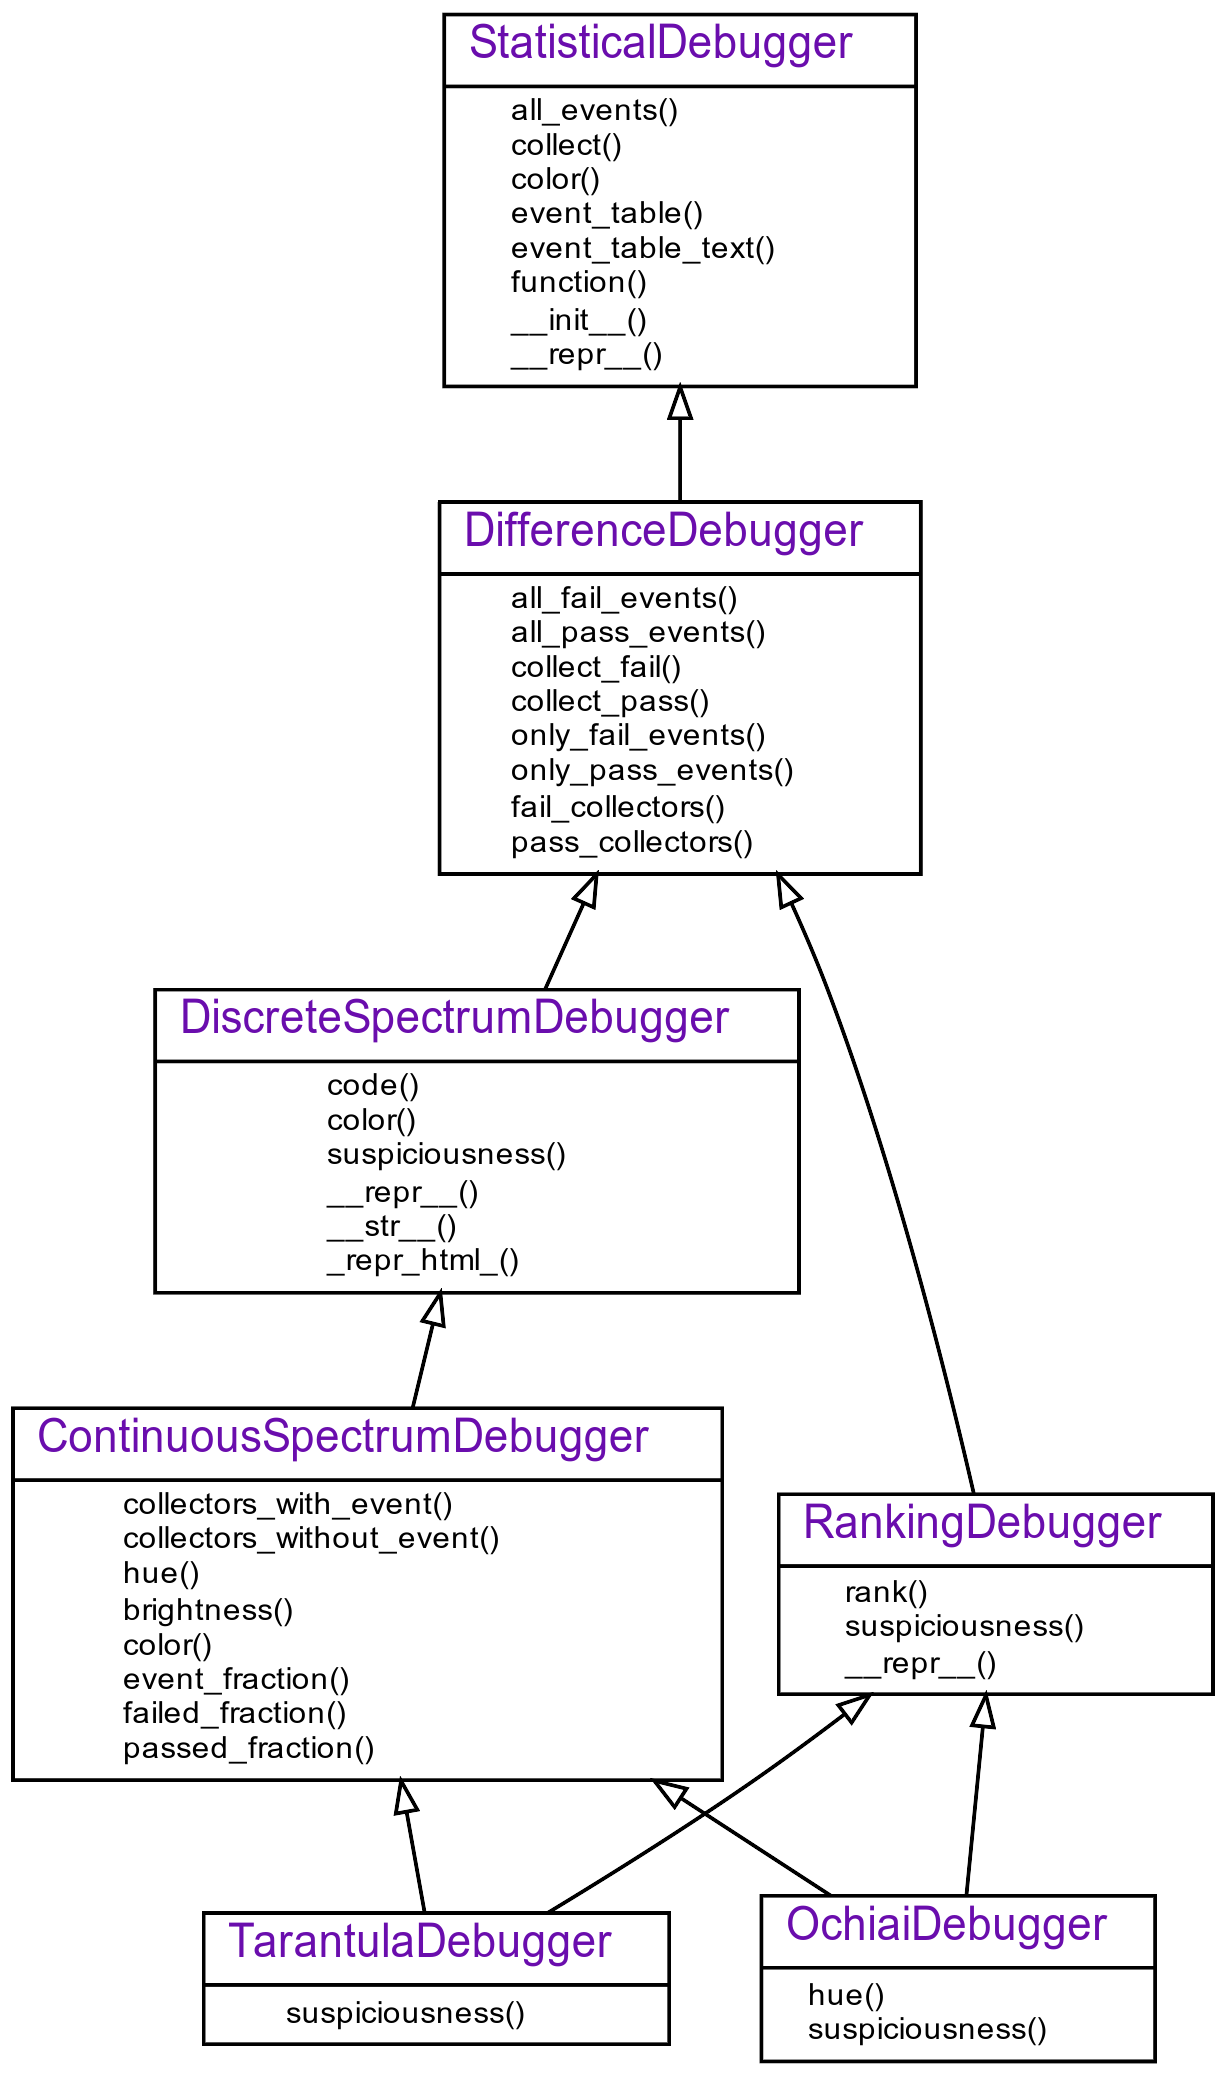 StatisticalDebugger
all_events()
collect()
color()
event_table()
event_table_text()
function()
__init__()
__repr__()
DifferenceDebugger
all_fail_events()
all_pass_events()
collect_fail()
collect_pass()
only_fail_events()
only_pass_events()
fail_collectors()
pass_collectors()
DiscreteSpectrumDebugger
code()
color()
suspiciousness()
__repr__()
__str__()
_repr_html_()
ContinuousSpectrumDebugger
collectors_with_event()
collectors_without_event()
hue()
brightness()
color()
event_fraction()
failed_fraction()
passed_fraction()
RankingDebugger
rank()
suspiciousness()
__repr__()
TarantulaDebugger
suspiciousness()
OchiaiDebugger
hue()
suspiciousness()